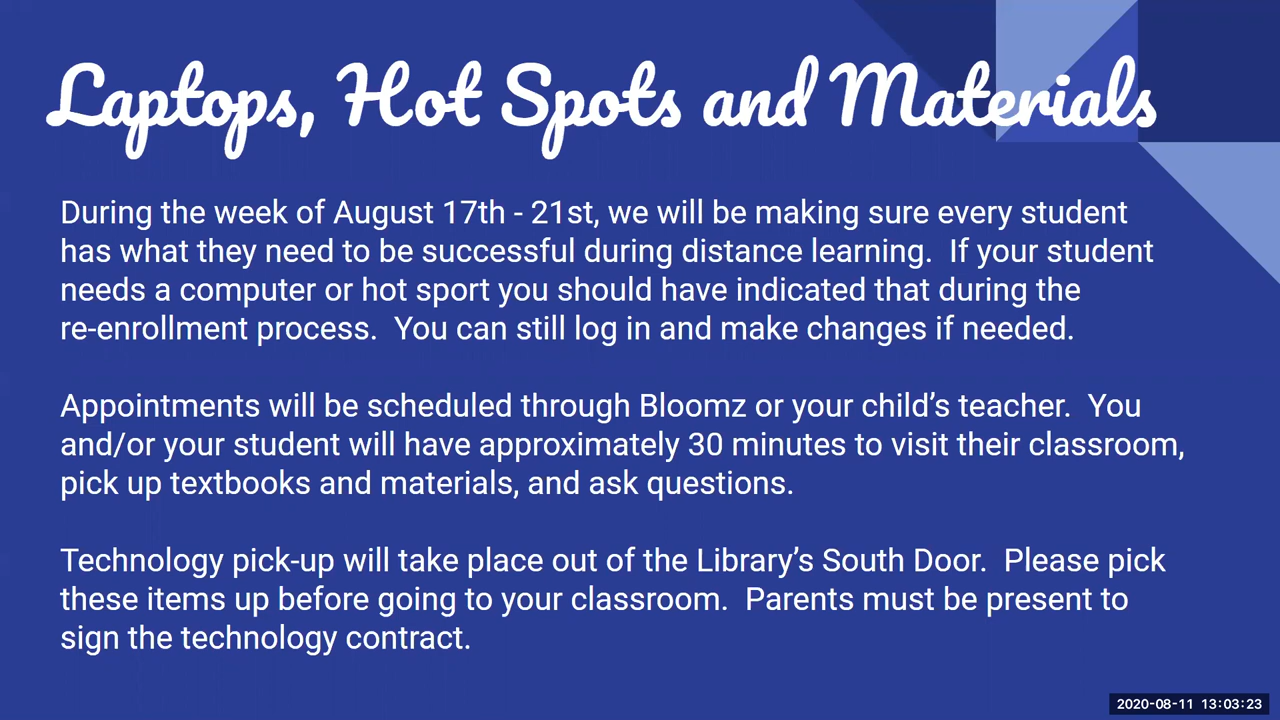 Laptops, Hot Spots and Materials
During the week of August 17th - 21st, we will be making sure every student
has what they need to be successful during distance learning.  If your student
needs a computer or hot sport you should have indicated that during the
re-enrollment process.  You can still log in and make changes if needed.
Appointments will be scheduled through Bloomz or your child’s teacher.  You
and/or your student will have approximately 30 minutes to visit their classroom,
pick up textbooks and materials, and ask questions.
Technology pick-up will take place out of the Library’s South Door.  Please pick
these items up before going to your classroom.  Parents must be present to
sign the technology contract.
2020-08-11 13:03:23